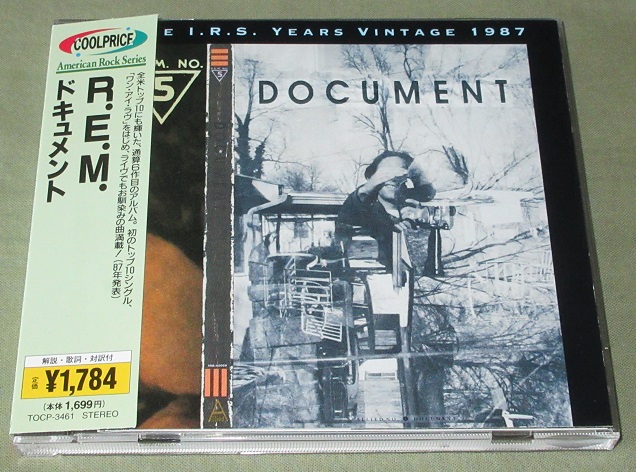 COOLPRICE
American Rock Series
R.E.M.
ドキュメント
全米トップ10にも輝いた、通算6作目のアルバム。初のトップ10シングル、
「ワン・アイ・ラヴ」をはじめ、ライヴでもお馴染みの曲満載！（'87年発表）
解説・歌詞・対訳付
定価 ¥1,784
(本体 1,699円)
TOCP-3461 STEREO
E I.R.S. YEARS VINTAGE 1987
M. NO.
5
5
DOCUMENT